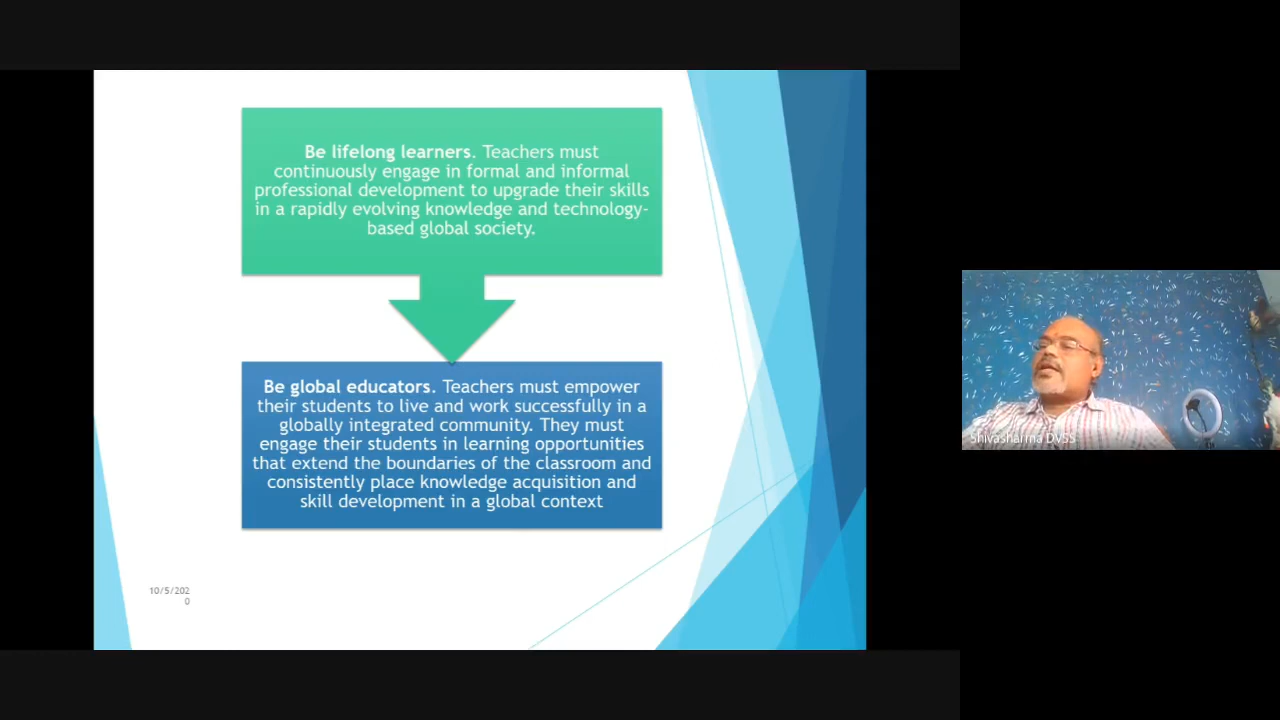 Be lifelong learners. Teachers must
continuously engage in formal and informal
professional development to upgrade their skills
in a rapidly evolving knowledge and technology-
based global society.
Be global educators. Teachers must empower
their students to live and work successfully in a
globally integrated community. They must
engage their students in learning opportunities
that extend the boundaries of the classroom and
consistently place knowledge acquisition and
skill development in a global context
10/5/202
0
Shivasharma DVSS